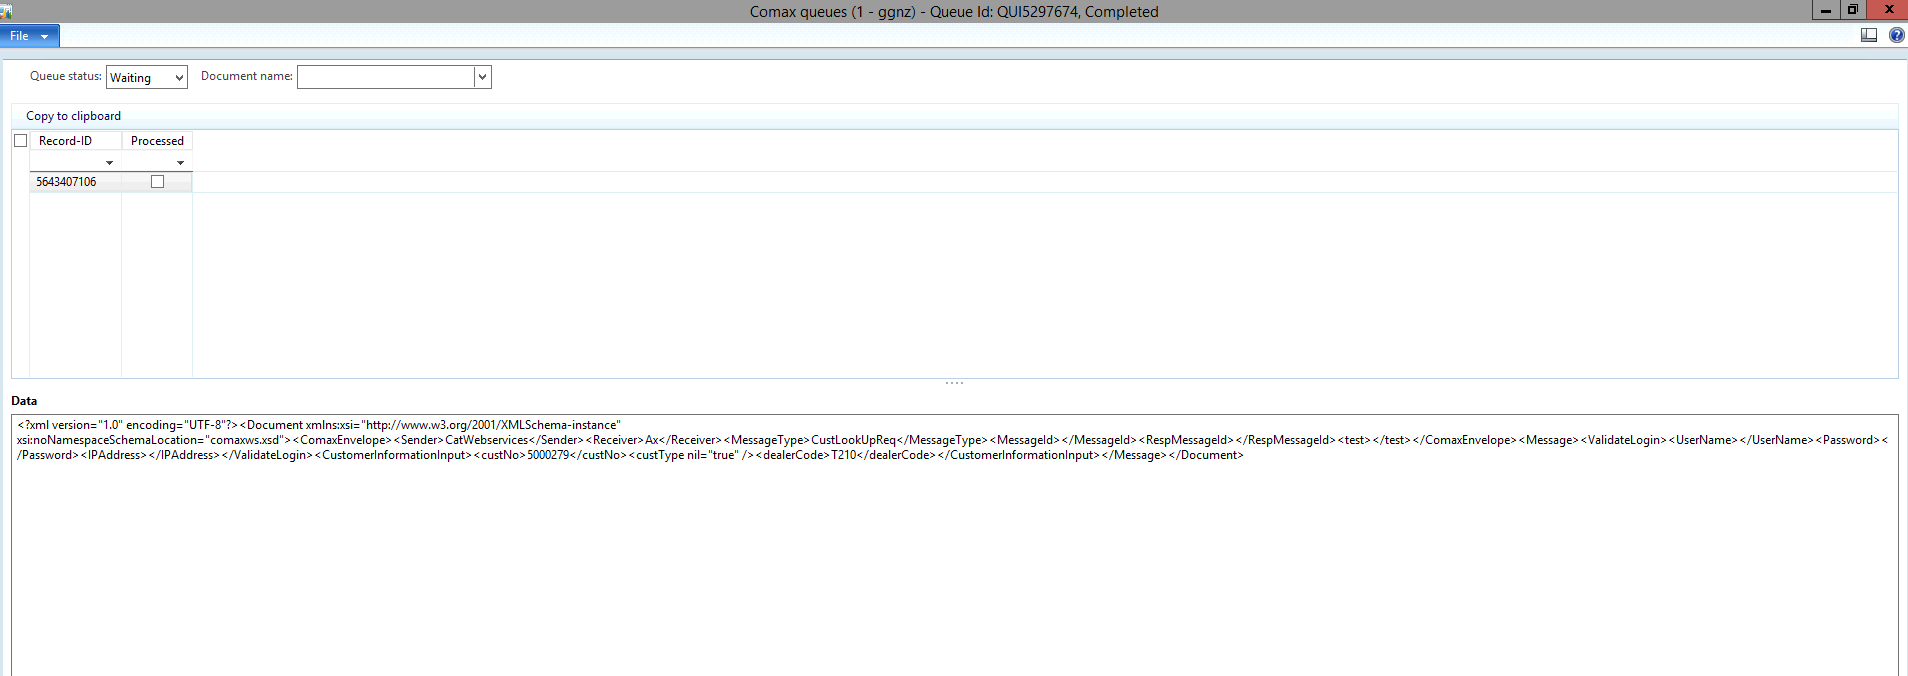 Comax queues (1 - ggnz) - Queue Id: QUI5297674, Completed
File
Queue status: Waiting Document name:
Copy to clipboard
Record-ID Processed
5643407106
Data
<?xml version="1.0" encoding="UTF-8"?><Document xmlns:xsi="http://www.w3.org/2001/XMLSchema-instance"
xsi:noNamespaceSchemaLocation="comaxws.xsd"><ComaxEnvelope><Sender>CatWebservices</Sender><Receiver>Ax</Receiver><MessageType>CustLookUpReq</MessageType><MessageId></MessageId><RespMessageId></RespMessageId><test></test></ComaxEnvelope><Message><ValidateLogin><UserName></UserName><Password><
/Password><IPAddress></IPAddress></ValidateLogin><CustomerInformationInput><custNo>5000279</custNo><custType nil="true" /><dealerCode>T210</dealerCode></CustomerInformationInput></Message></Document>